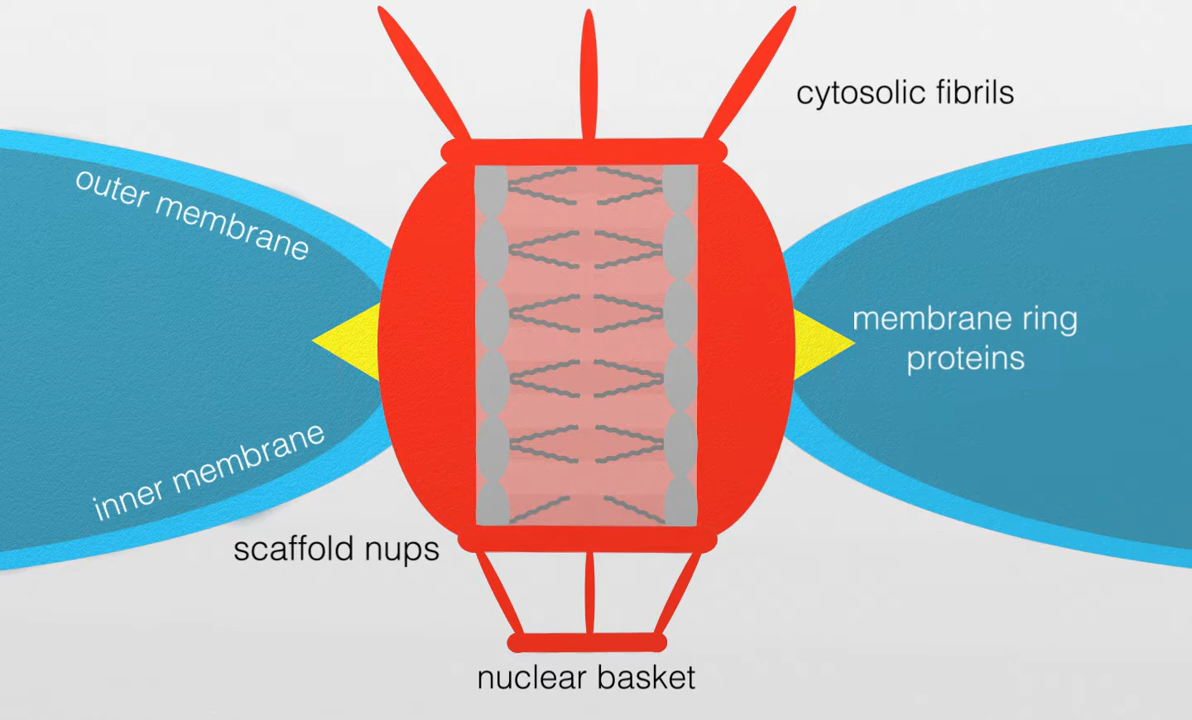 cytosolic fibrils
outer membrane
membrane ring
proteins
inner membrane
scaffold nups
nuclear basket